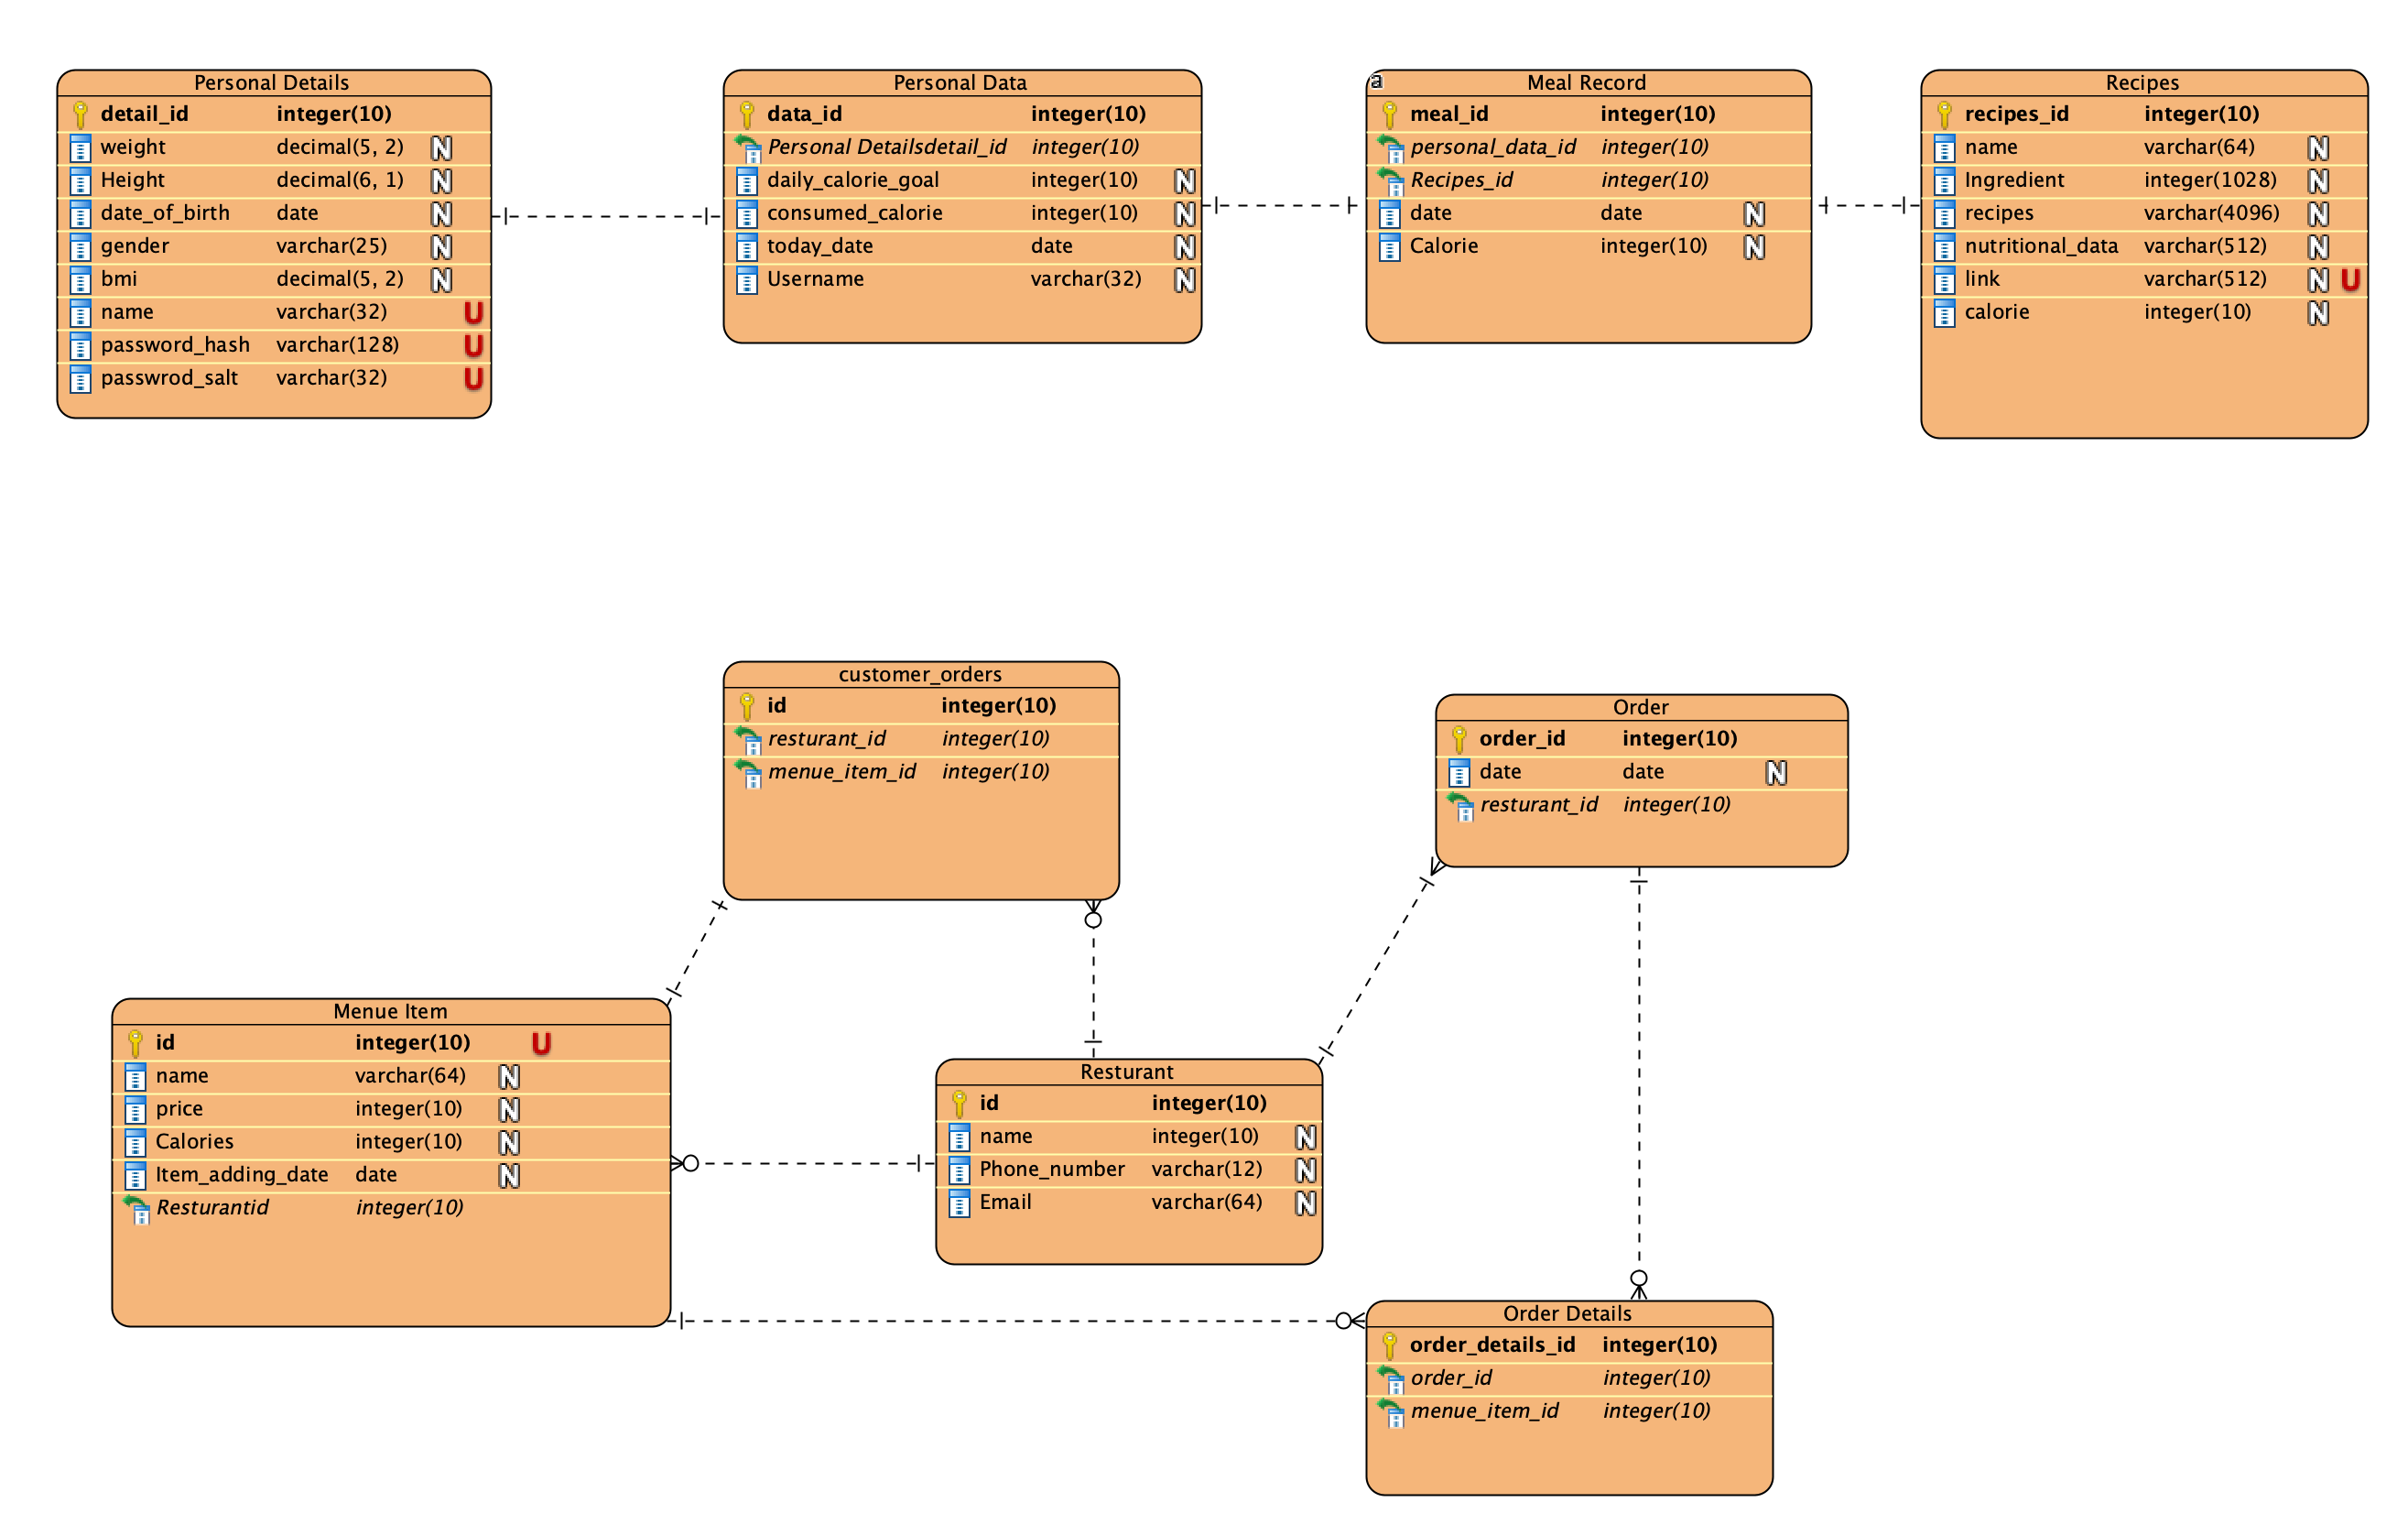 Personal Details
detail_id integer(10)
weight decimal(5, 2) N
Height decimal(6, 1) N
date_of_birth date N
gender varchar(25) N
bmi decimal(5, 2) N
name varchar(32) U
password_hash varchar(128) U
passwrod_salt varchar(32) U
Personal Data
data_id integer(10)
Personal Detailsdetail_id integer(10)
daily_calorie_goal integer(10) N
consumed_calorie integer(10) N
today_date date N
Username varchar(32) N
a
Meal Record
meal_id integer(10)
personal_data_id integer(10)
Recipes_id integer(10)
date date N
Calorie integer(10) N
Recipes
recipes_id integer(10)
name varchar(64) N
Ingredient integer(1028) N
recipes varchar(4096) N
nutritional_data varchar(512) N
link varchar(512) N U
calorie integer(10) N
customer_orders
id integer(10)
resturant_id integer(10)
menue_item_id integer(10)
Order
order_id integer(10)
date date N
resturant_id integer(10)
Menue Item
id integer(10) U
name varchar(64) N
price integer(10) N
Calories integer(10) N
Item_adding_date date N
Resturantid integer(10)
Resturant
id integer(10)
name integer(10) N
Phone_number varchar(12) N
Email varchar(64) N
Order Details
order_details_id integer(10)
order_id integer(10)
menue_item_id integer(10)